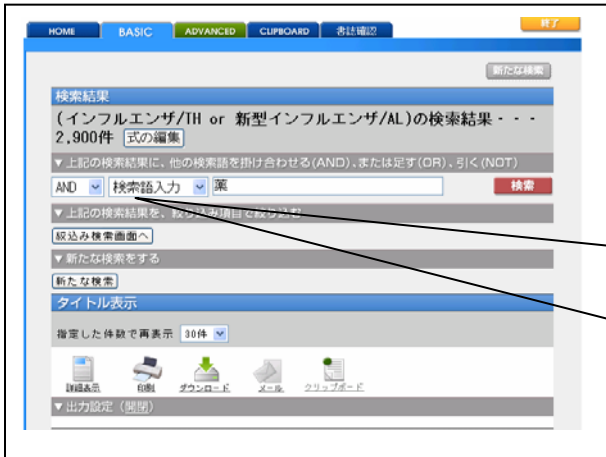 HOME BASIC ADVANCED CLIPBOARD 書誌確認 終了
新たな検索
検索結果
(インフルエンザ/TH or 新型インフルエンザ/AL)の検索結果・・・
2,900件 式の編集
▼上記の検索結果に、他の検索語を掛け合わせる(AND)、または足す(OR)、引く(NOT)
AND 検索語入力 薬 検索
▼上記の検索結果を、絞り込み項目で絞り込む
絞込み検索画面へ
▼新たな検索をする
新たな検索
タイトル表示
指定した件数で再表示 30件
詳細表示 印刷 ダウンロード メール クリップボード
▼出力設定 (開閉)